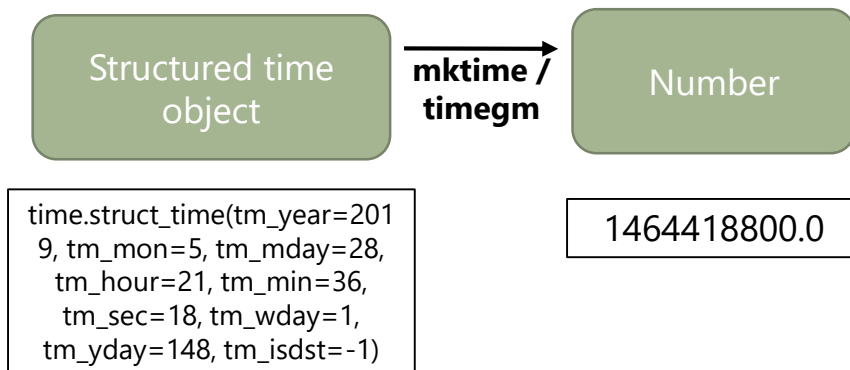 Structured time
object
mktime /
timegm
Number
time.struct_time(tm_year=201
9, tm_mon=5, tm_mday=28,
tm_hour=21, tm_min=36,
tm_sec=18, tm_wday=1,
tm_yday=148, tm_isdst=-1)
1464418800.0